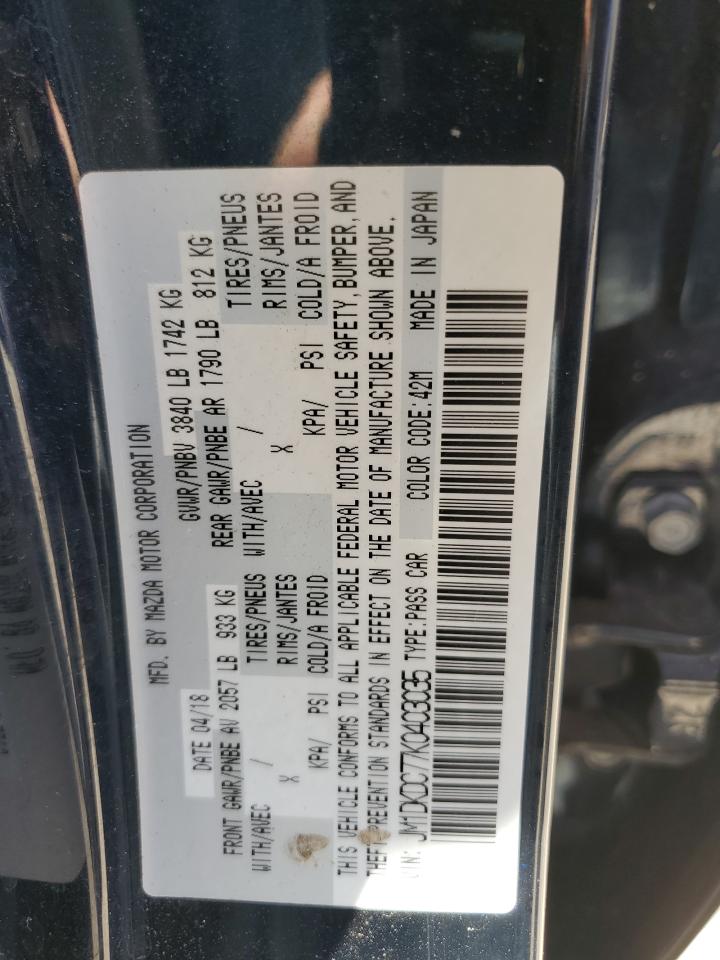 MFD. BY MAZDA MOTOR CORPORATION
DATE 04/18 GVWR/PNBV 3840 LB 1742 KG
FRONT GAWR/PNBE AV 2057 LB 933 KG REAR GAWR/PNBE AR 1790 LB 812 KG
WITH/AVEC / TIRES/PNEUS WITH/AVEC / TIRES/PNEUS
X RIMS/JANTES X RIMS/JANTES
KPA/ PSI COLD/A FROID KPA/ PSI COLD/A FROID
THIS VEHICLE CONFORMS TO ALL APPLICABLE FEDERAL MOTOR VEHICLE SAFETY, BUMPER, AND
THEFT PREVENTION STANDARDS IN EFFECT ON THE DATE OF MANUFACTURE SHOWN ABOVE.
VIN: JM1DKDC77K0403035 TYPE:PASS CAR COLOR CODE:42M MADE IN JAPAN